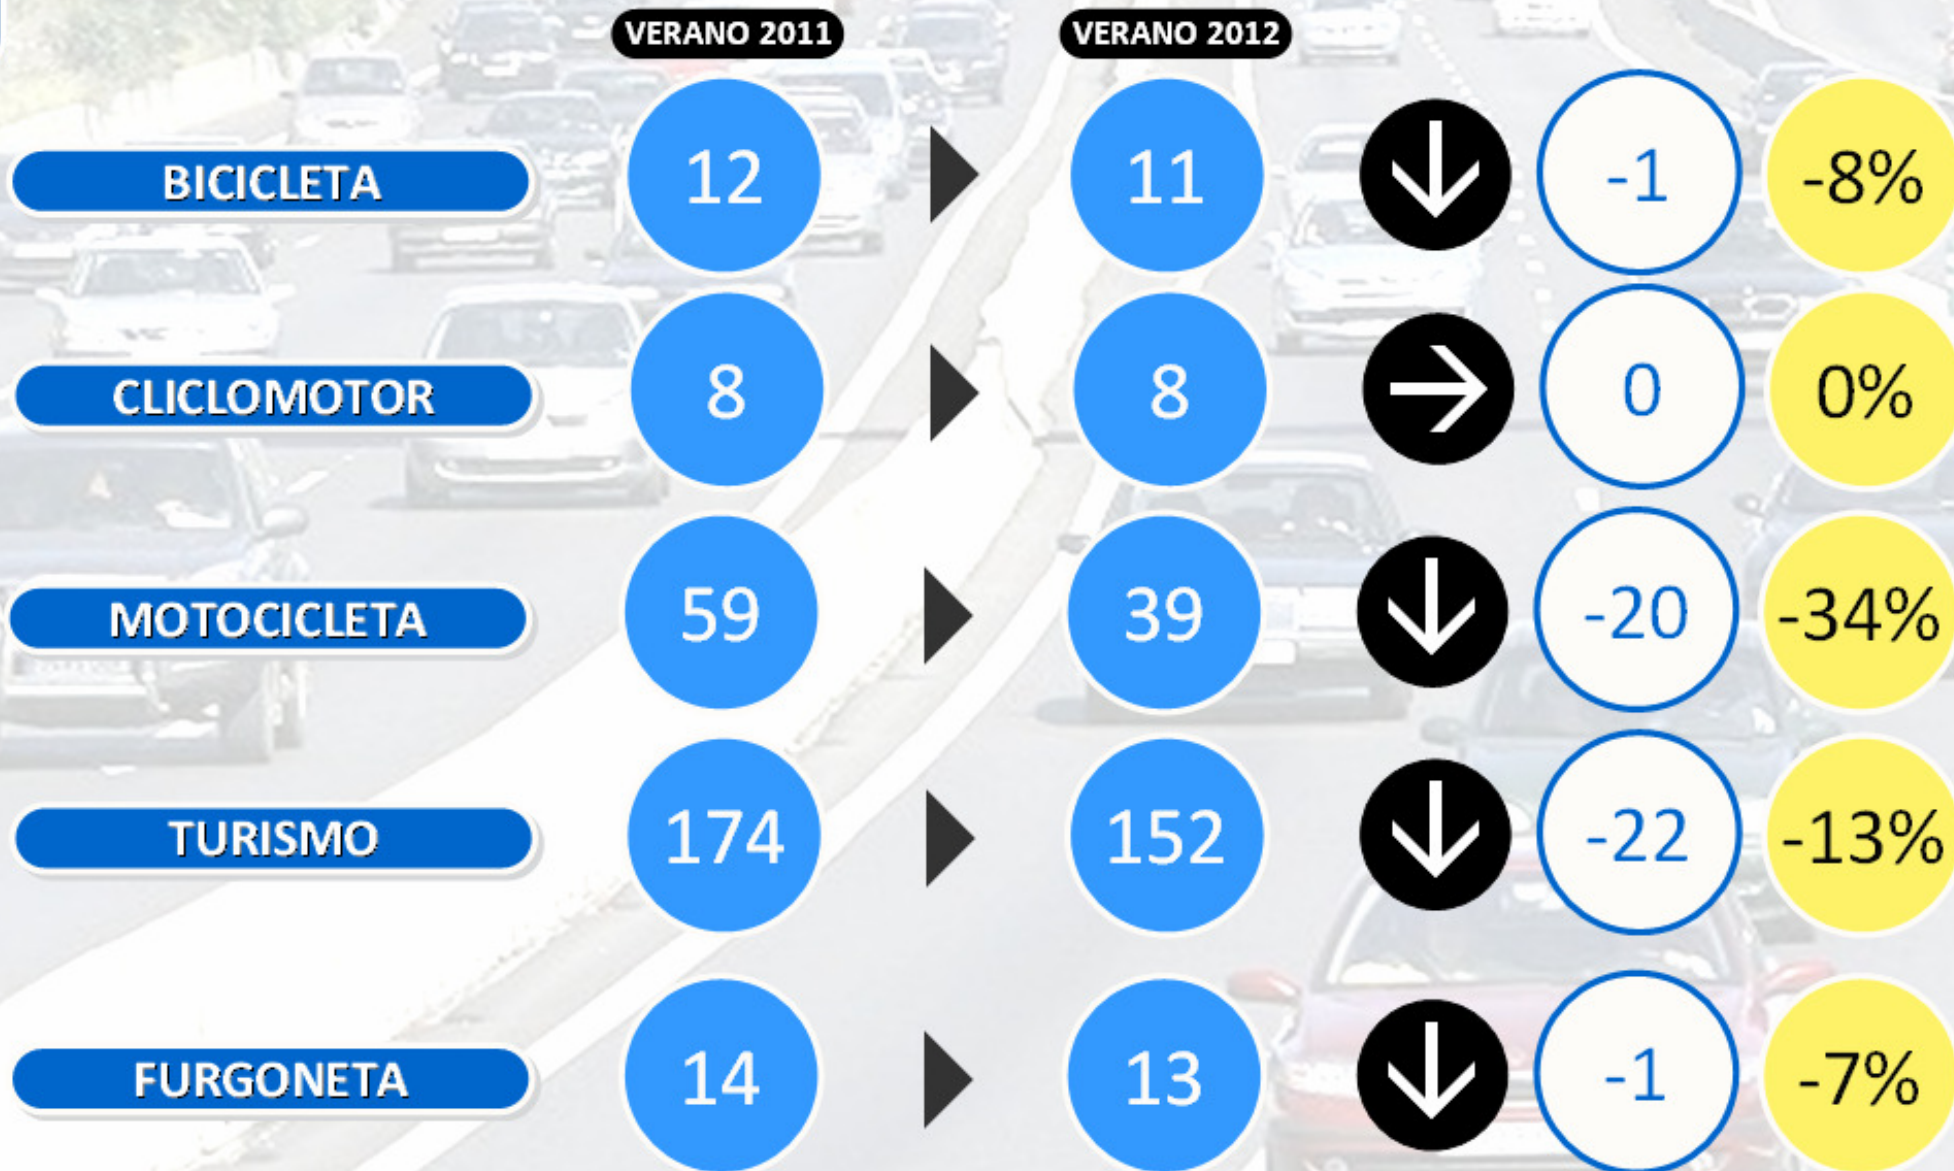 VERANO 2011 VERANO 2012
BICICLETA 12 11 -1 -8%
CLICLOMOTOR 8 8 0 0%
MOTOCICLETA 59 39 -20 -34%
TURISMO 174 152 -22 -13%
FURGONETA 14 13 -1 -7%